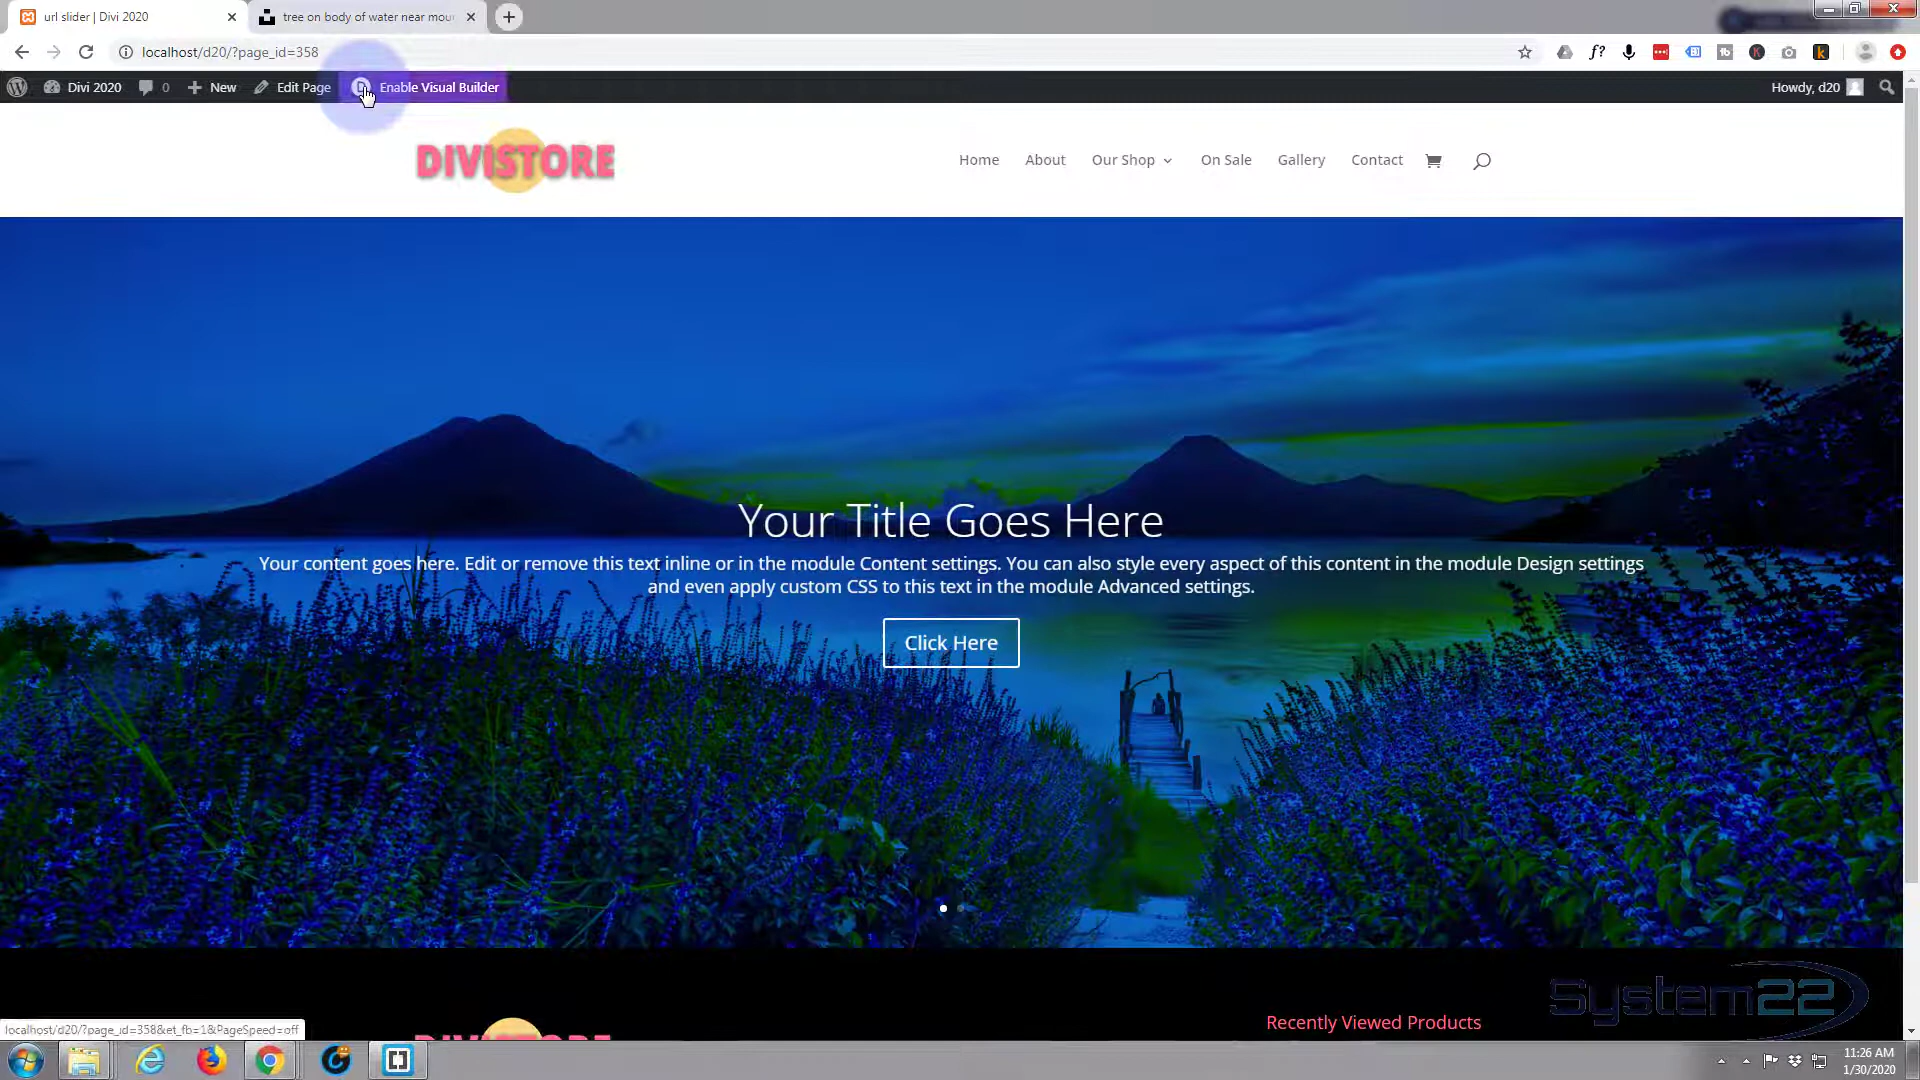 url slider | Divi 2020
tree on body of water near mou
localhost/d20/?page_id=358
Divi 2020
0
New
Edit Page
Enable Visual Builder
Howdy, d20
DIVISTORE
Home
About
Our Shop
On Sale
Gallery
Contact
Your Title Goes Here
Your content goes here. Edit or remove this text inline or in the module Content settings. You can also style every aspect of this content in the module Design settings
and even apply custom CSS to this text in the module Advanced settings.
Click Here
System22
Recently Viewed Products
localhost/d20/?page_id=358&et_fb=1&PageSpeed=off
DIVISTORE
11:26 AM
1/30/2020